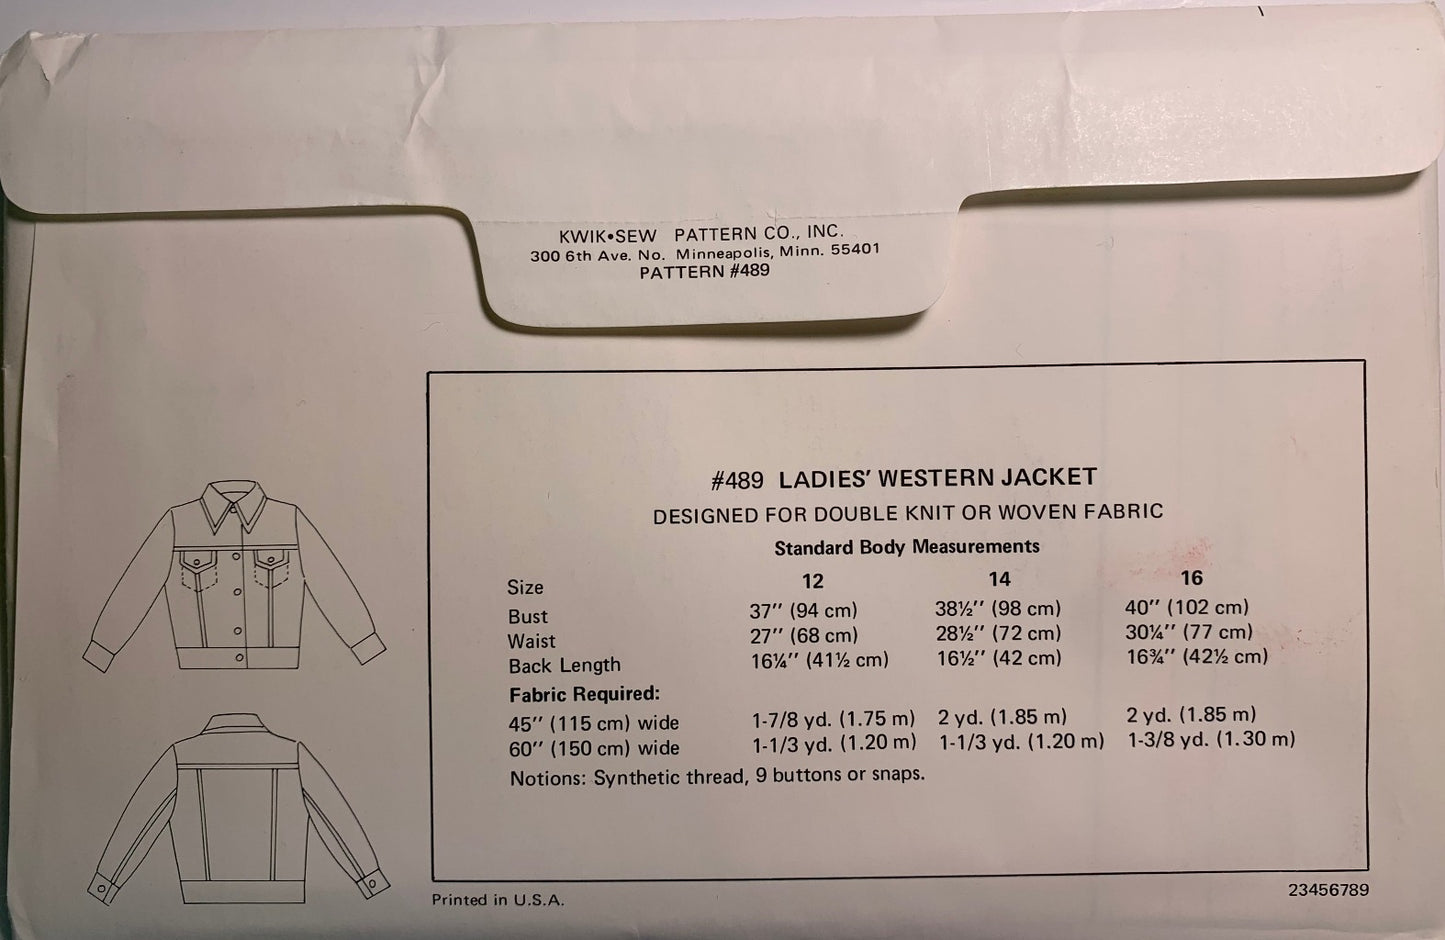 KWIK•SEW PATTERN CO., INC.
300 6th Ave. No. Minneapolis, Minn. 55401
PATTERN #489
#489 LADIES' WESTERN JACKET
DESIGNED FOR DOUBLE KNIT OR WOVEN FABRIC
Standard Body Measurements
Size 12 14 16
Bust 37'' (94 cm) 38½'' (98 cm) 40'' (102 cm)
Waist 27'' (68 cm) 28½'' (72 cm) 30¼'' (77 cm)
Back Length 16¼'' (41½ cm) 16½'' (42 cm) 16¾'' (42½ cm)
Fabric Required:
45'' (115 cm) wide 1-7/8 yd. (1.75 m) 2 yd. (1.85 m) 2 yd. (1.85 m)
60'' (150 cm) wide 1-1/3 yd. (1.20 m) 1-1/3 yd. (1.20 m) 1-3/8 yd. (1.30 m)
Notions: Synthetic thread, 9 buttons or snaps.
Printed in U.S.A. 23456789